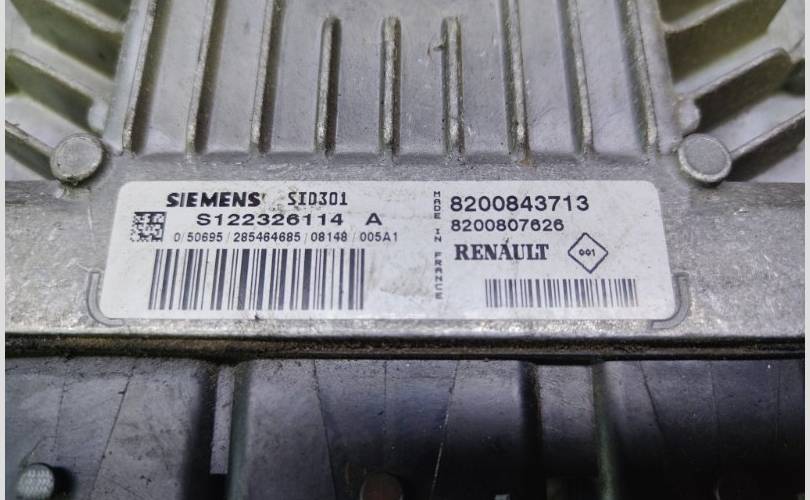 SIEMENS SID301
S122326114 A
0/50695/285464685/08148/005A1
MADE IN FRANCE
8200843713
8200807626
RENAULT 001